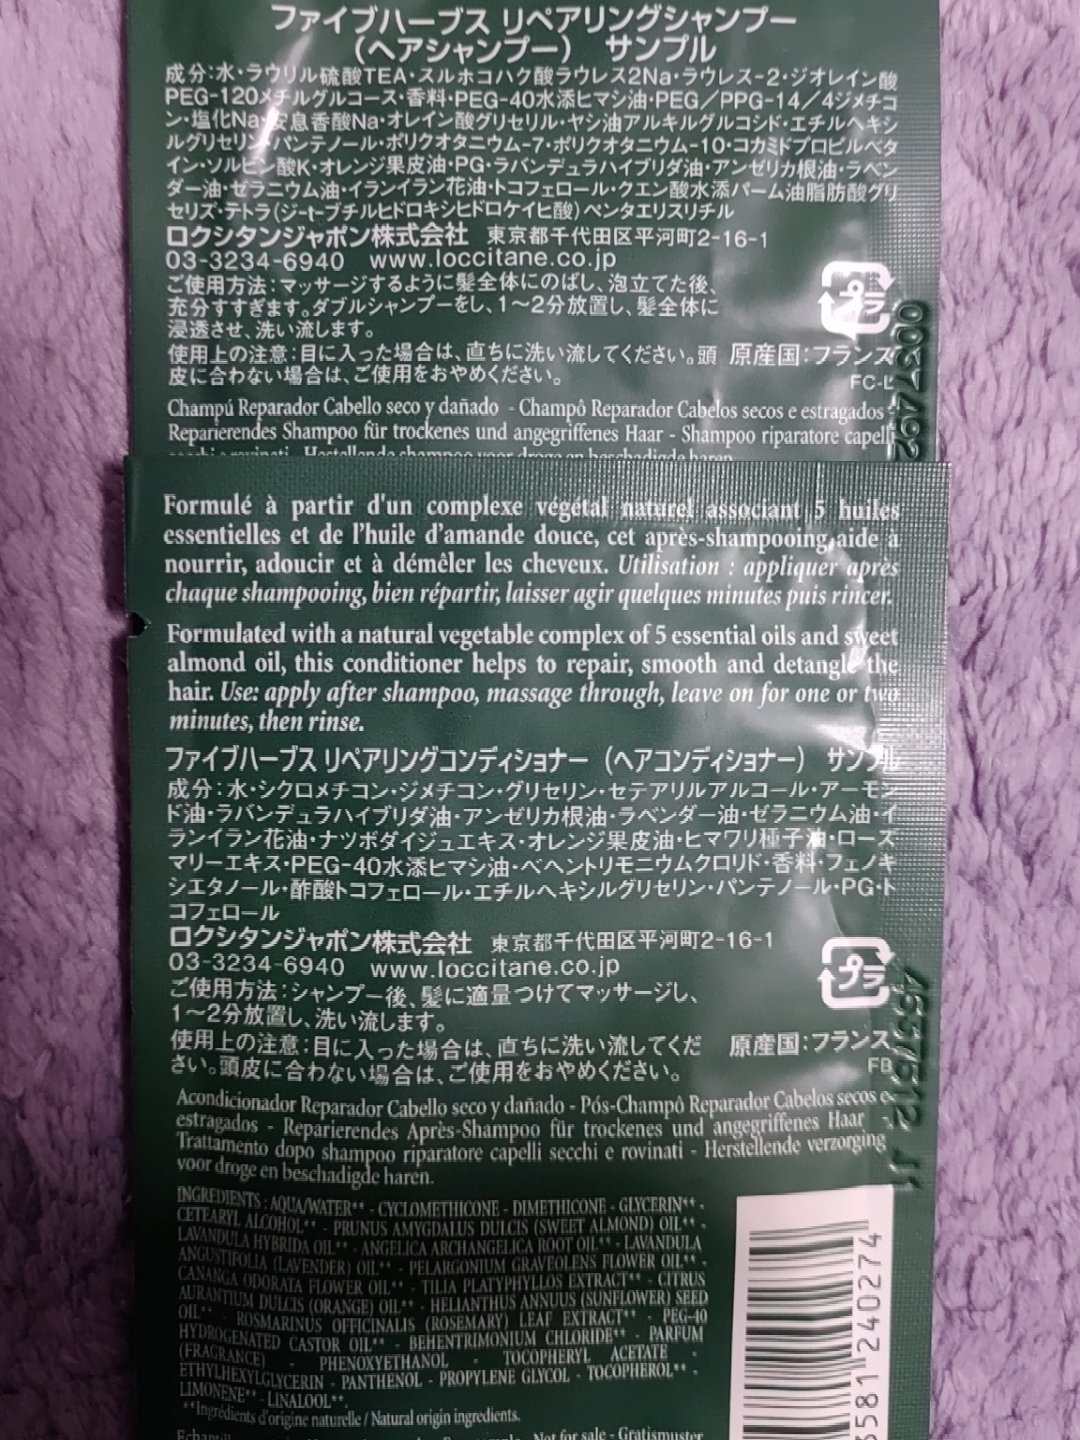 ファイブハーブス リペアリングシャンプー
（ヘアシャンプー） サンプル
成分:水・ラウリル硫酸TEA・スルホコハク酸ラウレス2Na・ラウレス-2・ジオレイン酸
PEG-120メチルグルコース・香料・PEG-40水添ヒマシ油・PEG／PPG-14／4ジメチコ
ン・塩化Na・安息香酸Na・オレイン酸グリセリル・ヤシ油アルキルグルコシド・エチルヘキシ
ルグリセリン・パンテノール・ポリクオタニウム-7・ポリクオタニウム-10・コカミドプロピルベタ
イン・ソルビン酸K・オレンジ果皮油・PG・ラバンデュラハイブリダ油・アンゼリカ根油・ラベン
ダー油・ゼラニウム油・イランイラン花油・トコフェロール・クエン酸水添パーム油脂肪酸グリ
セリズ・テトラ(ジ-t-ブチルヒドロキシヒドロケイヒ酸)ペンタエリスリチル
ロクシタンジャポン株式会社 東京都千代田区平河町2-16-1
03-3234-6940 www.loccitane.co.jp
ご使用方法:マッサージするように髪全体にのばし、泡立てた後、
充分すすぎます。ダブルシャンプーをし、1～2分放置し、髪全体に
浸透させ、洗い流します。
プラ
使用上の注意:目に入った場合は、直ちに洗い流してください。頭 原産国:フランス
皮に合わない場合は、ご使用をおやめください。
FC-L
00374492
Champú Reparador Cabello seco y dañado - Champô Reparador Cabelos secos e estragados -
Reparierendes Shampoo für trockenes und angegriffenes Haar - Shampoo riparatore capelli
secchi e rovinati - Herstellende shampoo voor droge en beschadigde haren.
Formulé à partir d'un complexe végétal naturel associant 5 huiles
essentielles et de l'huile d'amande douce, cet après-shampooing aide à
nourrir, adoucir et à démêler les cheveux. Utilisation : appliquer après
chaque shampooing, bien répartir, laisser agir quelques minutes puis rincer.
Formulated with a natural vegetable complex of 5 essential oils and sweet
almond oil, this conditioner helps to repair, smooth and detangle the
hair. Use: apply after shampoo, massage through, leave on for one or two
minutes, then rinse.
ファイブハーブス リペアリングコンディショナー（ヘアコンディショナー） サンプル
成分:水・シクロメチコン・ジメチコン・グリセリン・セテアリルアルコール・アーモン
ド油・ラバンデュラハイブリダ油・アンゼリカ根油・ラベンダー油・ゼラニウム油・イ
ランイラン花油・ナツボダイジュエキス・オレンジ果皮油・ヒマワリ種子油・ローズ
マリーエキス・PEG-40水添ヒマシ油・ベヘントリモニウムクロリド・香料・フェノキ
シエタノール・酢酸トコフェロール・エチルヘキシルグリセリン・パンテノール・PG・ト
コフェロール
ロクシタンジャポン株式会社 東京都千代田区平河町2-16-1
03-3234-6940 www.loccitane.co.jp
ご使用方法:シャンプー後、髪に適量つけてマッサージし、
1～2分放置し、洗い流します。
プラ
使用上の注意:目に入った場合は、直ちに洗い流してくだ 原産国:フランス
さい。頭皮に合わない場合は、ご使用をおやめください。
FB
Acondicionador Reparador Cabello seco y dañado - Pós-Champô Reparador Cabelos secos e
estragados - Reparierendes Après-Shampoo für trockenes und angegriffenes Haar -
Trattamento dopo shampoo riparatore capelli secchi e rovinati - Herstellende verzorging
voor droge en beschadigde haren.
INGREDIENTS : AQUA/WATER** - CYCLOMETHICONE - DIMETHICONE - GLYCERIN** -
CETEARYL ALCOHOL** - PRUNUS AMYGDALUS DULCIS (SWEET ALMOND) OIL** -
LAVANDULA HYBRIDA OIL** - ANGELICA ARCHANGELICA ROOT OIL** - LAVANDULA
ANGUSTIFOLIA (LAVENDER) OIL** - PELARGONIUM GRAVEOLENS FLOWER OIL** -
CANANGA ODORATA FLOWER OIL** - TILIA PLATYPHYLLOS EXTRACT** - CITRUS
AURANTIUM DULCIS (ORANGE) OIL** - HELIANTHUS ANNUUS (SUNFLOWER) SEED
OIL** - ROSMARINUS OFFICINALIS (ROSEMARY) LEAF EXTRACT** - PEG-40
HYDROGENATED CASTOR OIL** - BEHENTRIMONIUM CHLORIDE** - PARFUM
(FRAGRANCE) - PHENOXYETHANOL - TOCOPHERYL ACETATE -
ETHYLHEXYLGLYCERIN - PANTHENOL - PROPYLENE GLYCOL - TOCOPHEROL** -
LIMONENE** - LINALOOL**.
**Ingrédients d'origine naturelle / Natural origin ingredients.
Not for sale - Gratismuster
581240274